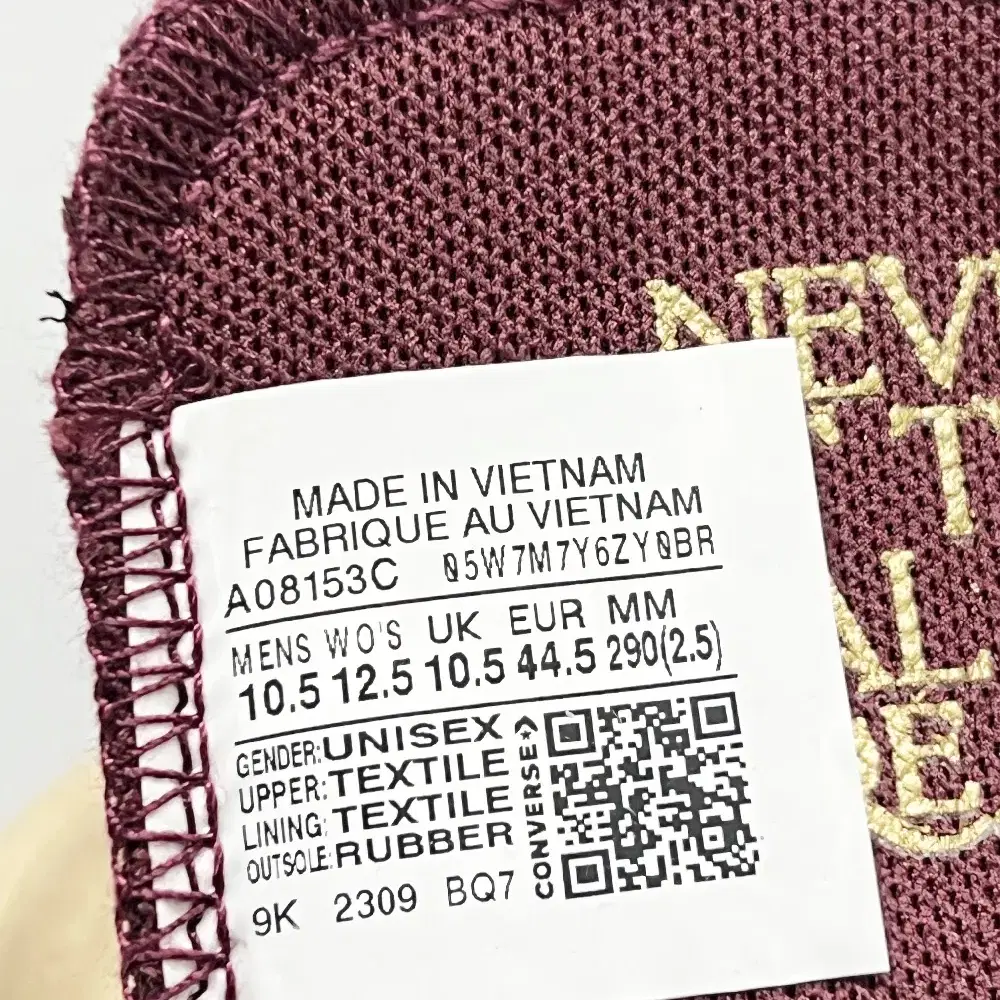 NEV
T
MADE IN VIETNAM
FABRIQUE AU VIETNAM
A08153C 05W7M7Y6ZY0BR
MENS WO'S UK EUR MM
10.5 12.5 10.5 44.5 290(2.5)
GENDER:UNISEX
UPPER:TEXTILE
LINING:TEXTILE
OUTSOLE:RUBBER
CONVERSE
9K 2309 BQ7